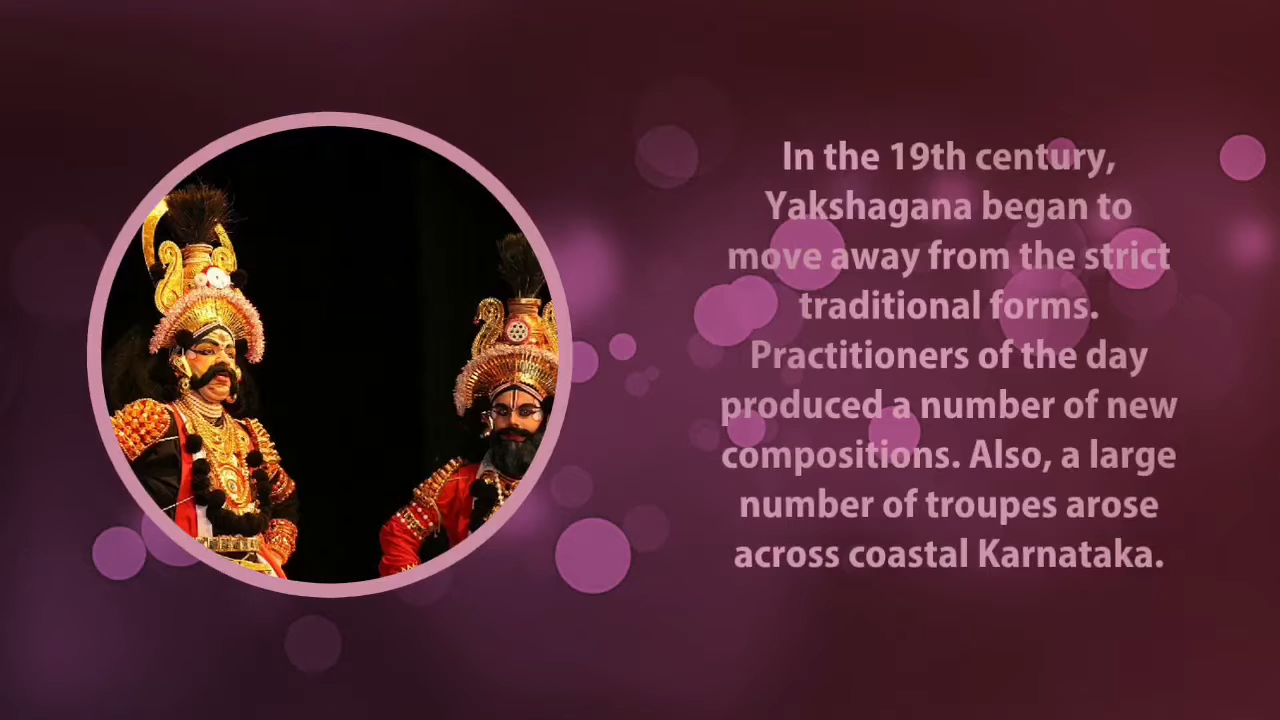 In the 19th century,
Yakshagana began to
move away from the strict
traditional forms.
Practitioners of the day
produced a number of new
compositions. Also, a large
number of troupes arose
across coastal Karnataka.